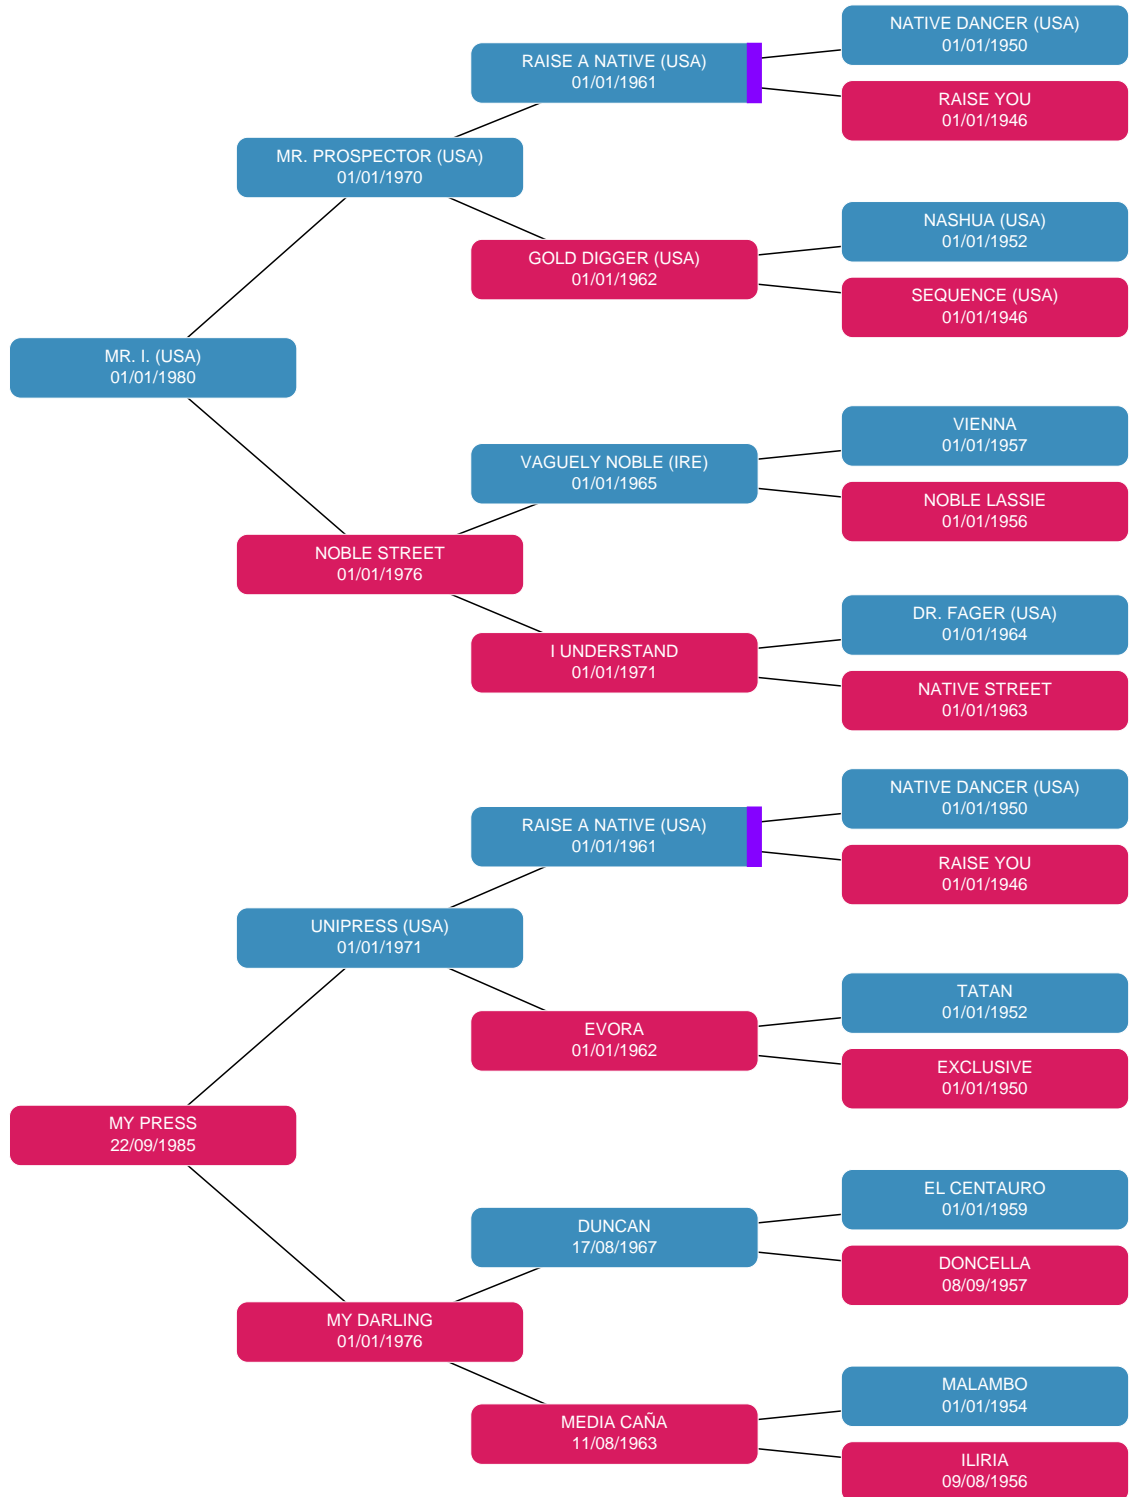 NATIVE DANCER (USA)
01/01/1950
RAISE A NATIVE (USA)
01/01/1961
RAISE YOU
01/01/1946
MR. PROSPECTOR (USA)
01/01/1970
NASHUA (USA)
01/01/1952
GOLD DIGGER (USA)
01/01/1962
SEQUENCE (USA)
01/01/1946
MR. I. (USA)
01/01/1980
VIENNA
01/01/1957
VAGUELY NOBLE (IRE)
01/01/1965
NOBLE LASSIE
01/01/1956
NOBLE STREET
01/01/1976
DR. FAGER (USA)
01/01/1964
I UNDERSTAND
01/01/1971
NATIVE STREET
01/01/1963
NATIVE DANCER (USA)
01/01/1950
RAISE A NATIVE (USA)
01/01/1961
RAISE YOU
01/01/1946
UNIPRESS (USA)
01/01/1971
TATAN
01/01/1952
EVORA
01/01/1962
EXCLUSIVE
01/01/1950
MY PRESS
22/09/1985
EL CENTAURO
01/01/1959
DUNCAN
17/08/1967
DONCELLA
08/09/1957
MY DARLING
01/01/1976
MALAMBO
01/01/1954
MEDIA CAÑA
11/08/1963
ILIRIA
09/08/1956